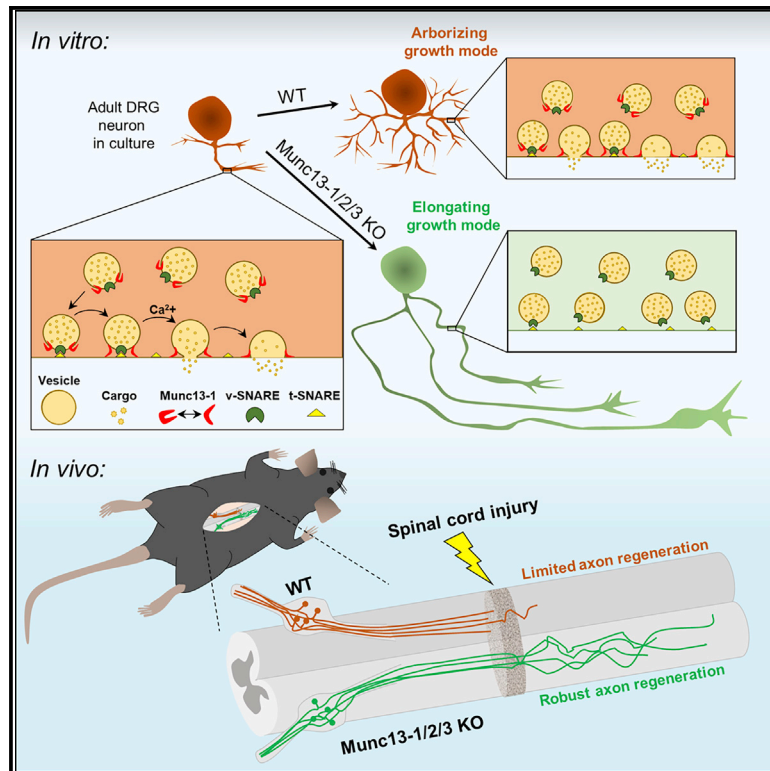 In vitro:
Adult DRG
neuron
in culture
WT
Munc13-1/2/3 KO
Arborizing
growth mode
Elongating
growth mode
Ca²⁺
Vesicle
Cargo
Munc13-1
v-SNARE
t-SNARE
In vivo:
WT
Spinal cord injury
Limited axon regeneration
Robust axon regeneration
Munc13-1/2/3 KO